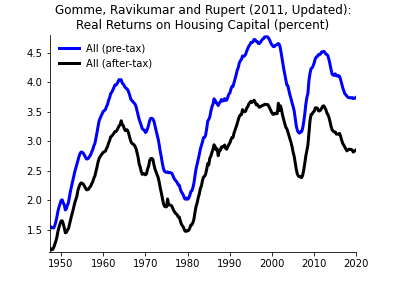 Gomme, Ravikumar and Rupert (2011, Updated):
Real Returns on Housing Capital (percent)
All (pre-tax)
All (after-tax)
4.5
4.0
3.5
3.0
2.5
2.0
1.5
1950 1960 1970 1980 1990 2000 2010 2020